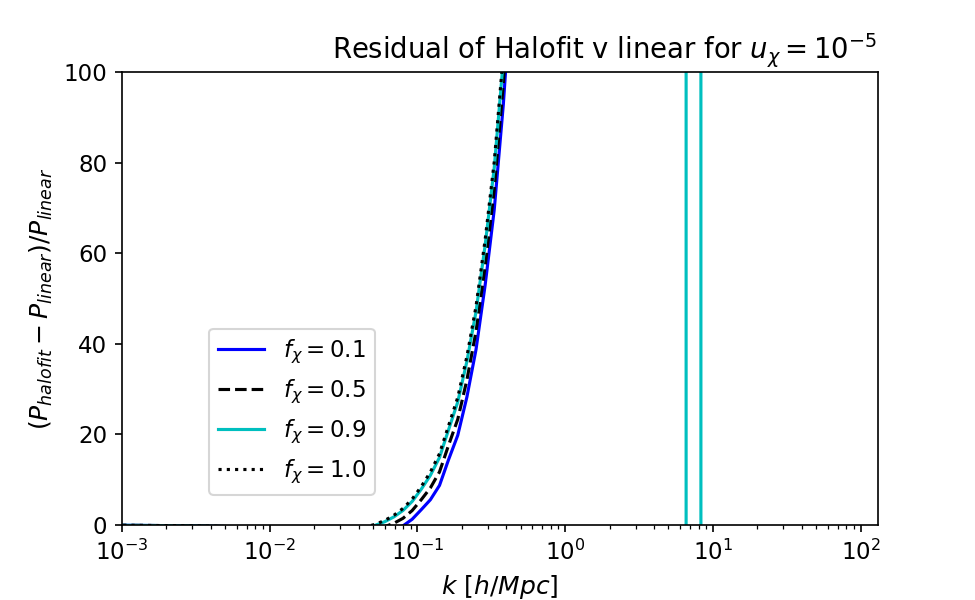 Residual of Halofit v linear for $u_\chi = 10^{-5}$
$(P_{halofit} - P_{linear})/P_{linear}$
100
80
60
40
20
0
$f_\chi = 0.1$
$f_\chi = 0.5$
$f_\chi = 0.9$
$f_\chi = 1.0$
$10^{-3}$ $10^{-2}$ $10^{-1}$ $10^{0}$ $10^{1}$ $10^{2}$
$k$ $[h/Mpc]$